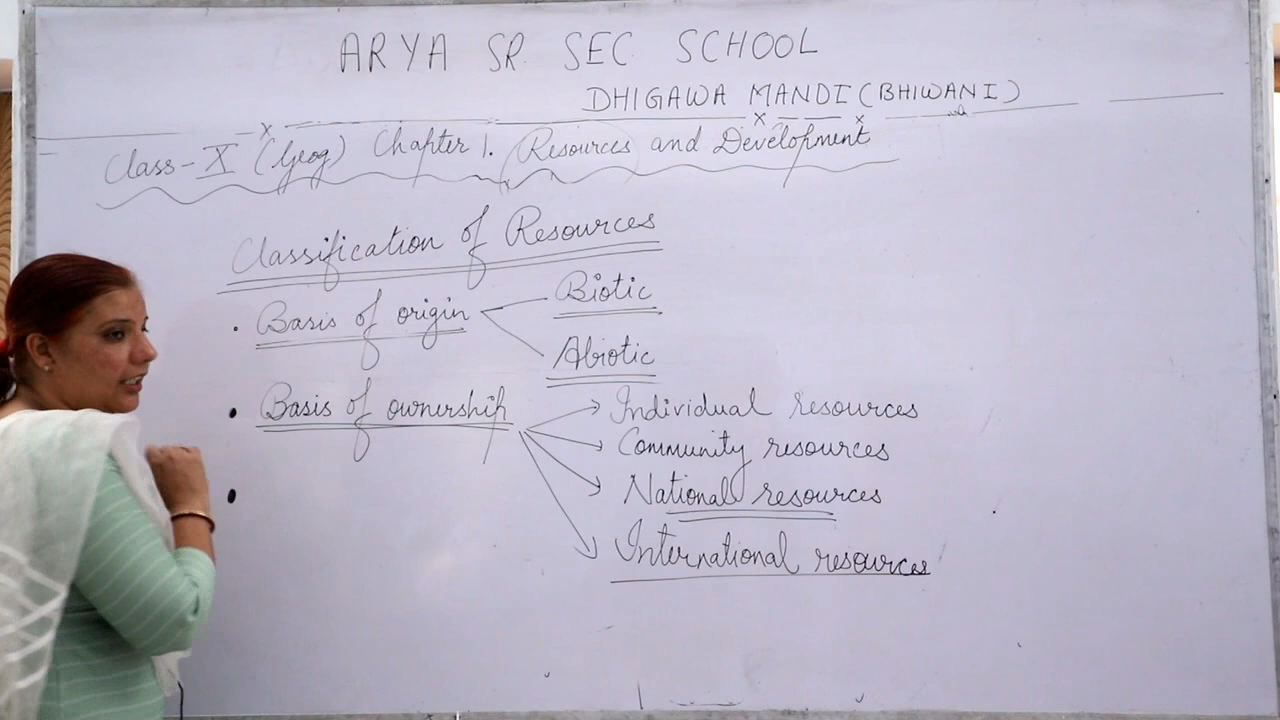 ARYA SR. SEC SCHOOL
DHIGAWA MANDI (BHIWANI)
Class-X (Geog) Chapter 1. Resources and Development
Classification of Resources
• Basis of origin
Biotic
Abiotic
• Basis of ownership
Individual resources
Community resources
National resources
International resources
•